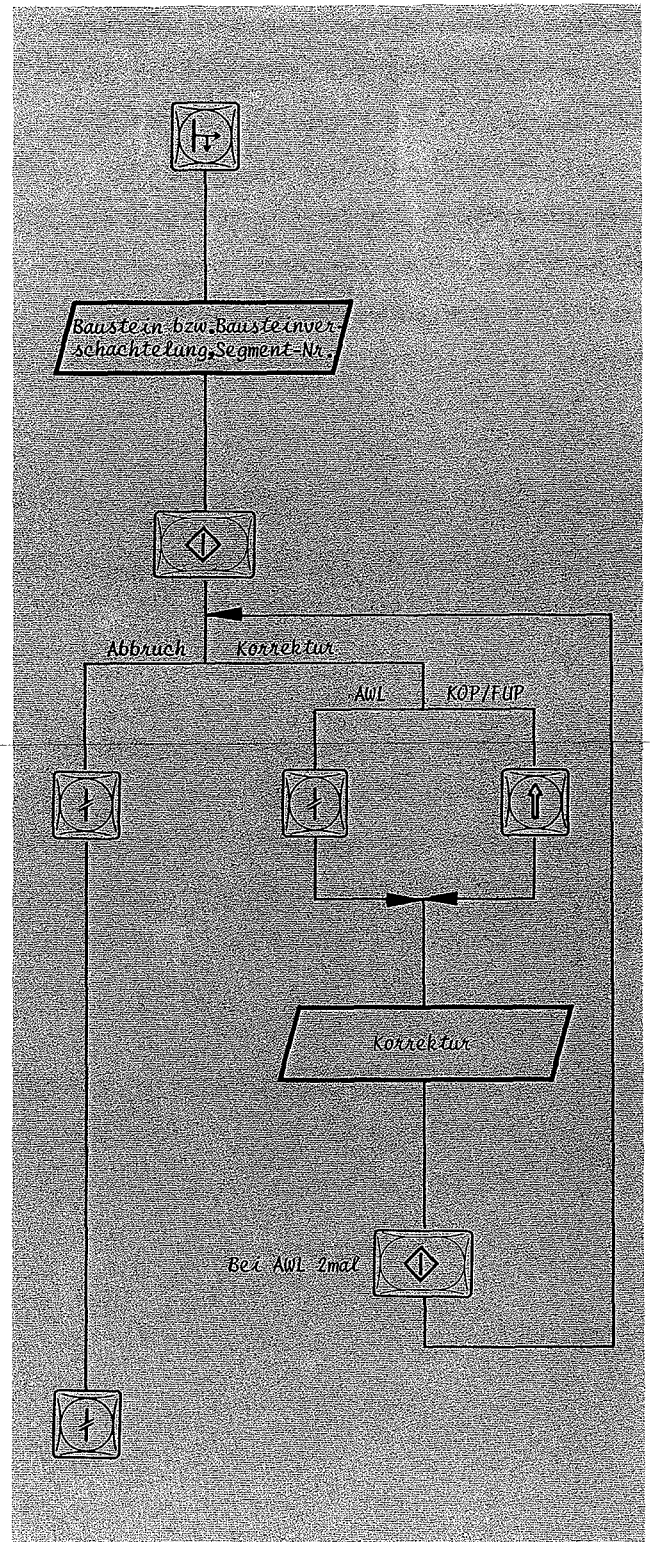 Baustein bzw. Bausteinver-
schachtelung, Segment-Nr.
Abbruch
Korrektur
AWL
KOP/FUP
Korrektur
Bei AWL 2mal